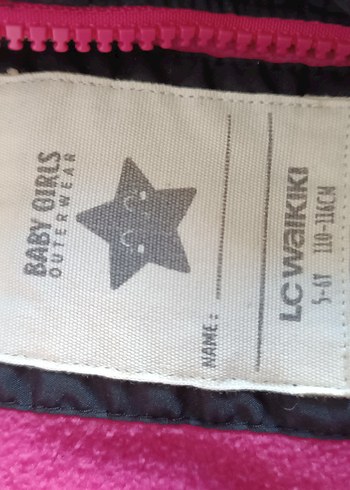 BABY GIRLS
OUTERWEAR
NAME:
LC WAIKIKI
5-6Y 110-116CM